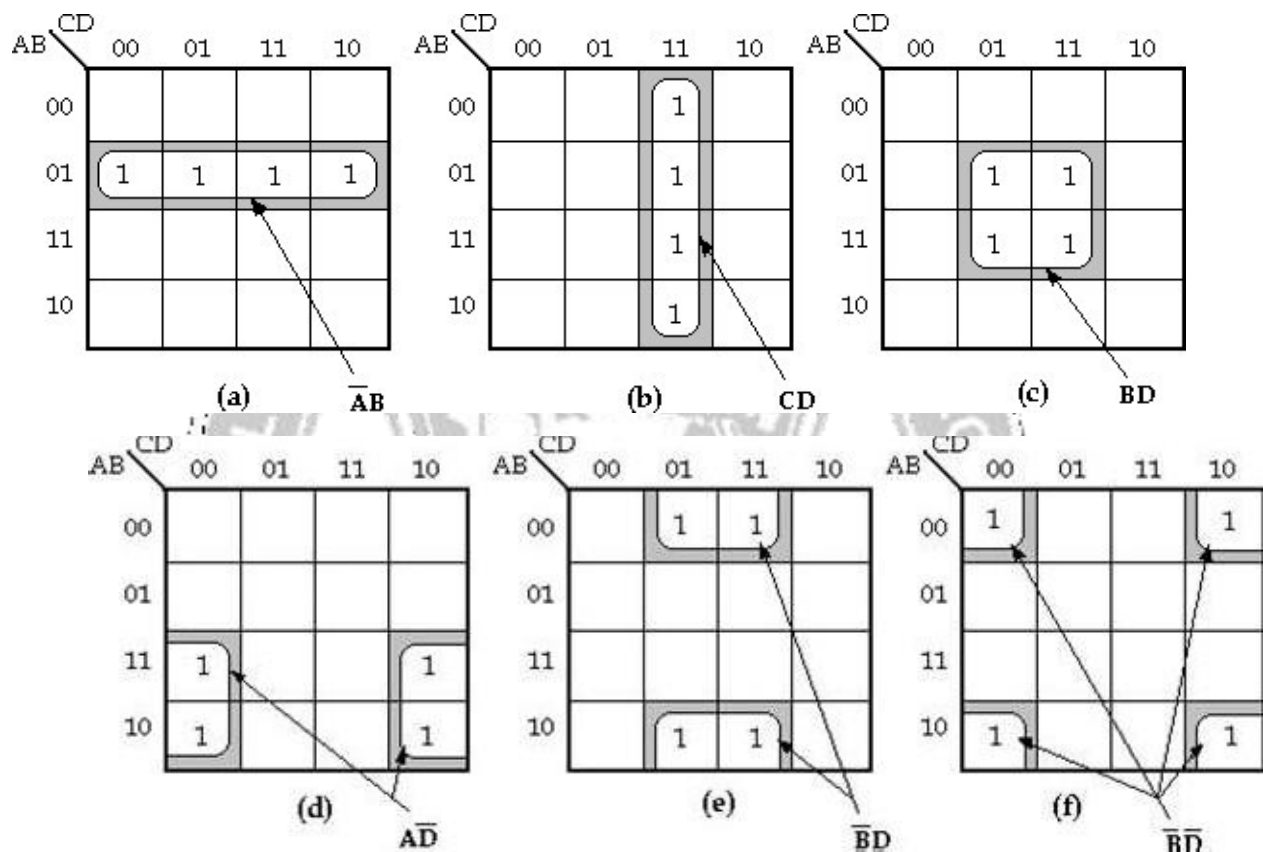 CD CD CD
AB 00 01 11 10 AB 00 01 11 10 AB 00 01 11 10
00 00 1 00
01 1 1 1 1 01 1 01 1 1
11 11 1 11 1 1
10 10 1 10
(a) A̅B (b) CD (c) BD
CD CD CD
AB 00 01 11 10 AB 00 01 11 10 AB 00 01 11 10
00 00 1 1 00 1 1
01 01 01
11 1 1 11 11
10 1 1 10 1 1 10 1 1
(d) AD̅ (e) B̅D (f) B̅D̅